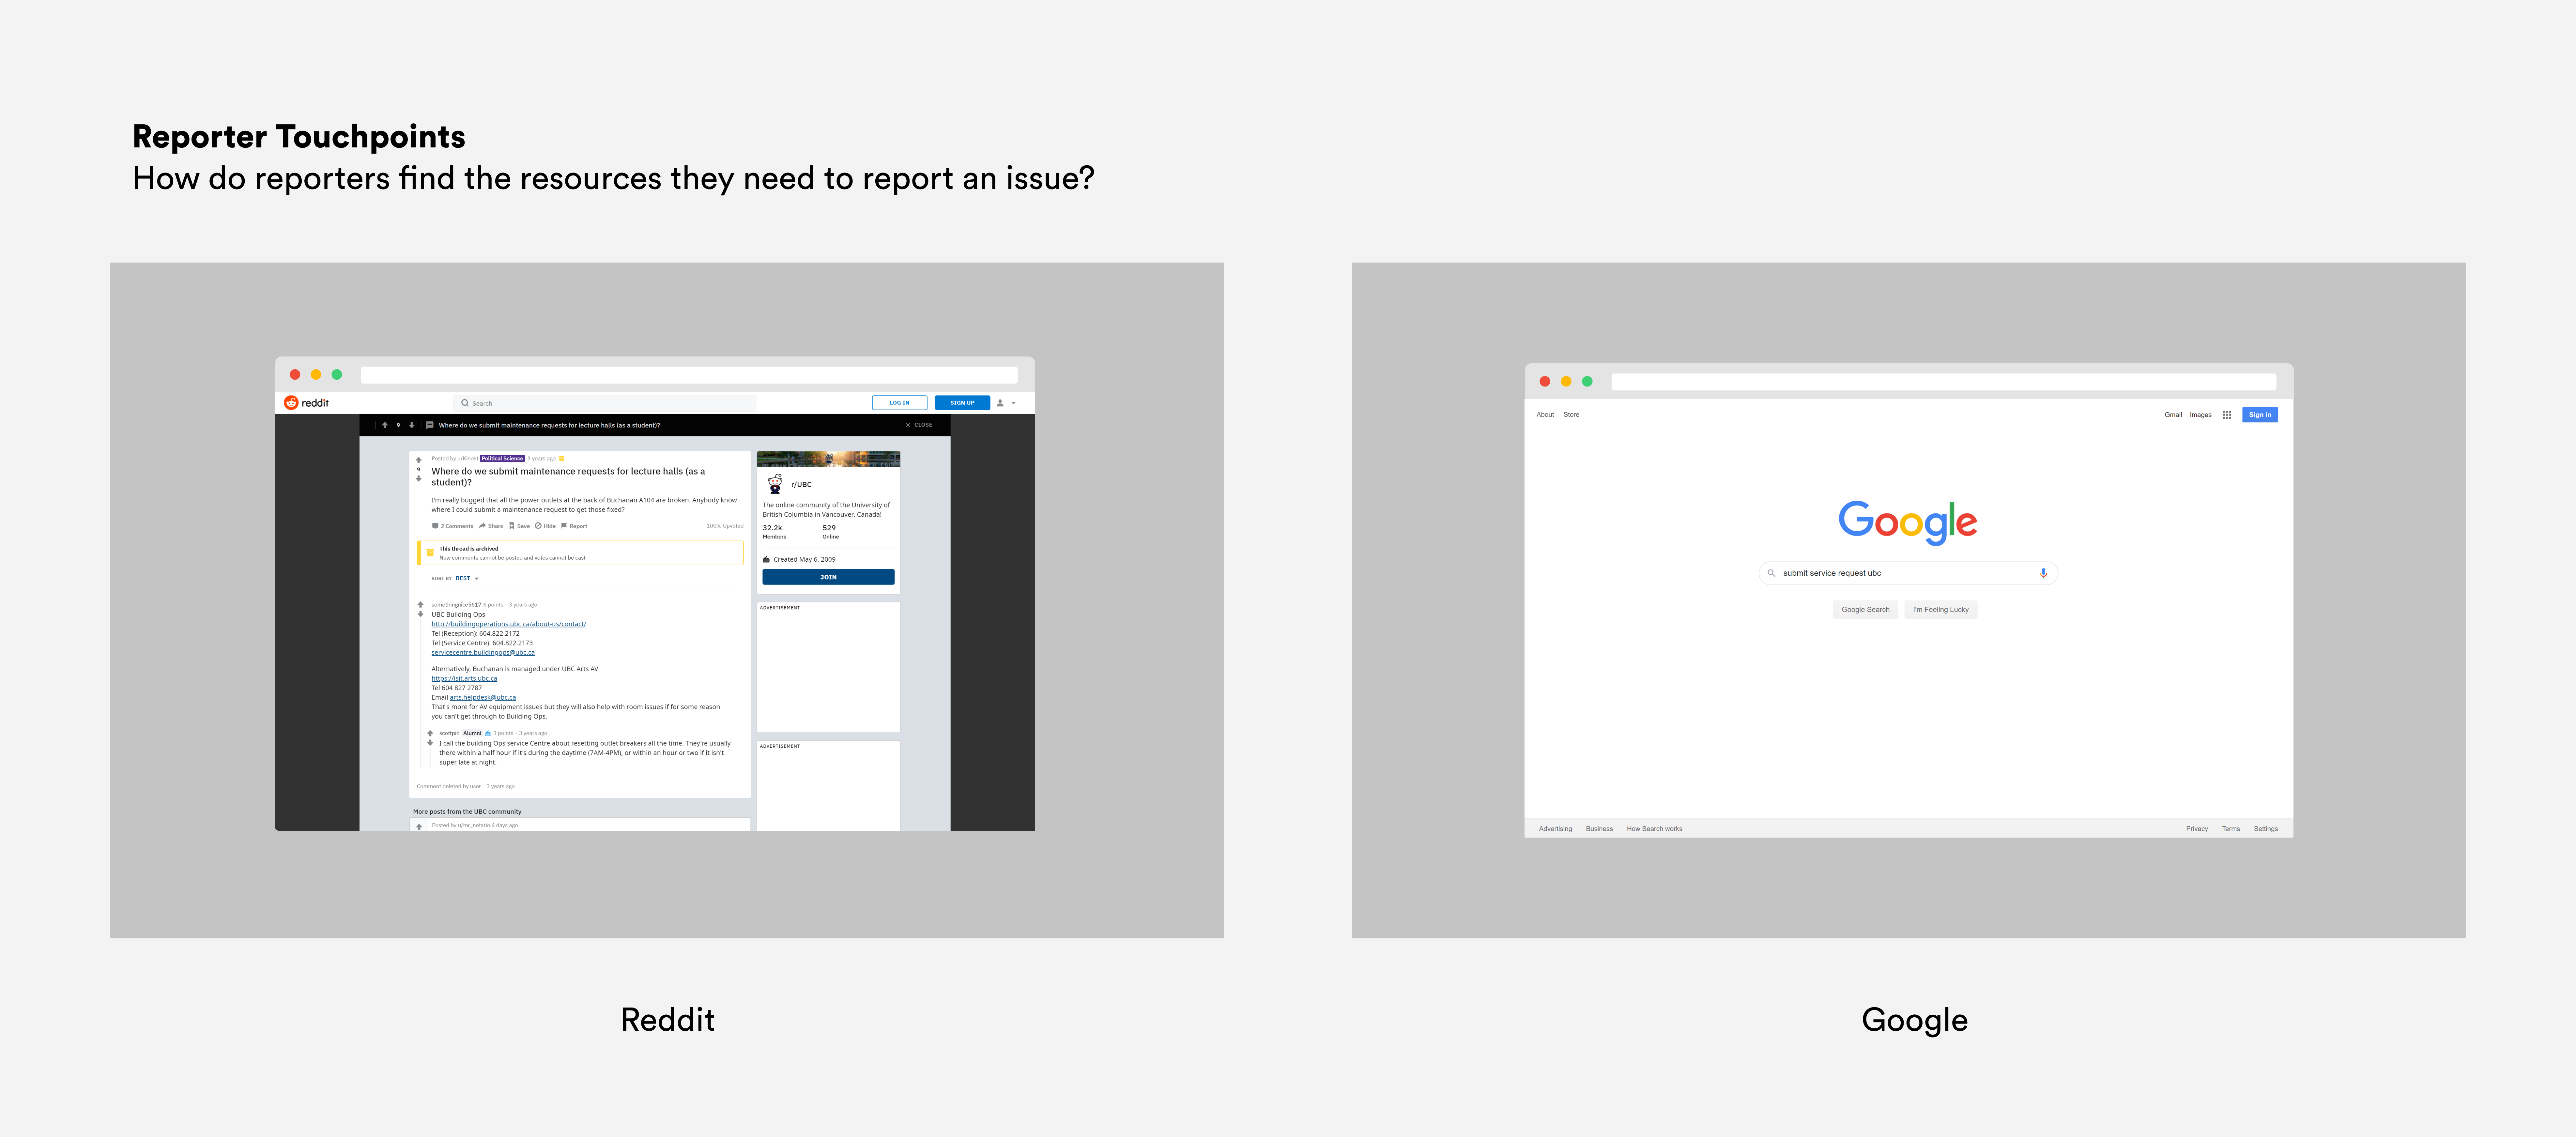 Reporter Touchpoints
How do reporters find the resources they need to report an issue?
reddit
Search
LOG IN
SIGN UP
9
Where do we submit maintenance requests for lecture halls (as a student)?
CLOSE
Posted by u/Kinost Political Science 3 years ago
9
Where do we submit maintenance requests for lecture halls (as a
student)?
I'm really bugged that all the power outlets at the back of Buchanan A104 are broken. Anybody know
where I could submit a maintenance request to get those fixed?
2 Comments Share Save Hide Report
100% Upvoted
This thread is archived
New comments cannot be posted and votes cannot be cast
SORT BY BEST
somethingnice5617 6 points · 3 years ago
UBC Building Ops
http://buildingoperations.ubc.ca/about-us/contact/
Tel (Reception): 604.822.2172
Tel (Service Centre): 604.822.2173
servicecentre.buildingops@ubc.ca
Alternatively, Buchanan is managed under UBC Arts AV
https://isit.arts.ubc.ca
Tel 604 827 2787
Email arts.helpdesk@ubc.ca
That's more for AV equipment issues but they will also help with room issues if for some reason
you can't get through to Building Ops.
xcottpid Alumni 3 points · 3 years ago
I call the building Ops service Centre about resetting outlet breakers all the time. They're usually
there within a half hour if it's during the daytime (7AM-4PM), or within an hour or two if it isn't
super late at night.
Comment deleted by user 3 years ago
More posts from the UBC community
Posted by u/mr_nefario 4 days ago
r/UBC
The online community of the University of
British Columbia in Vancouver, Canada!
32.2k 529
Members Online
Created May 6, 2009
JOIN
ADVERTISEMENT
ADVERTISEMENT
Reddit
About Store
Gmail Images
Sign in
Google
submit service request ubc
Google Search I'm Feeling Lucky
Advertising Business How Search works
Privacy Terms Settings
Google